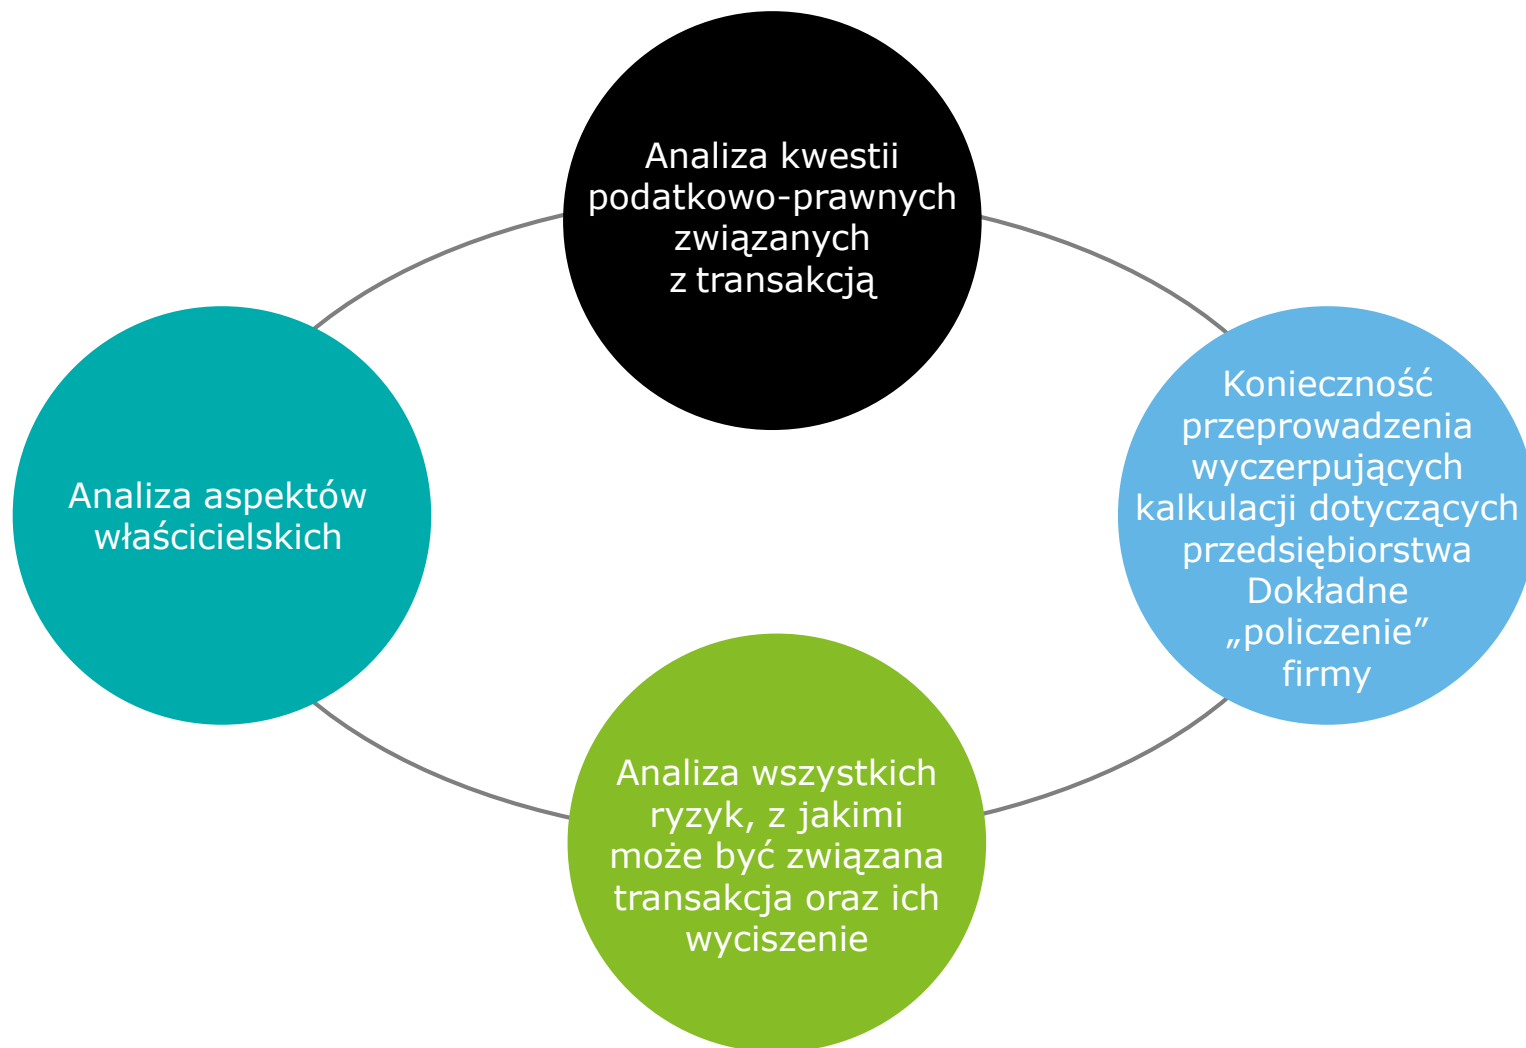 Analiza kwestii
podatkowo-prawnych
związanych
z transakcją
Konieczność
przeprowadzenia
wyczerpujących
kalkulacji dotyczących
przedsiębiorstwa
Dokładne
„policzenie”
firmy
Analiza wszystkich
ryzyk, z jakimi
może być związana
transakcja oraz ich
wyciszenie
Analiza aspektów
właścicielskich